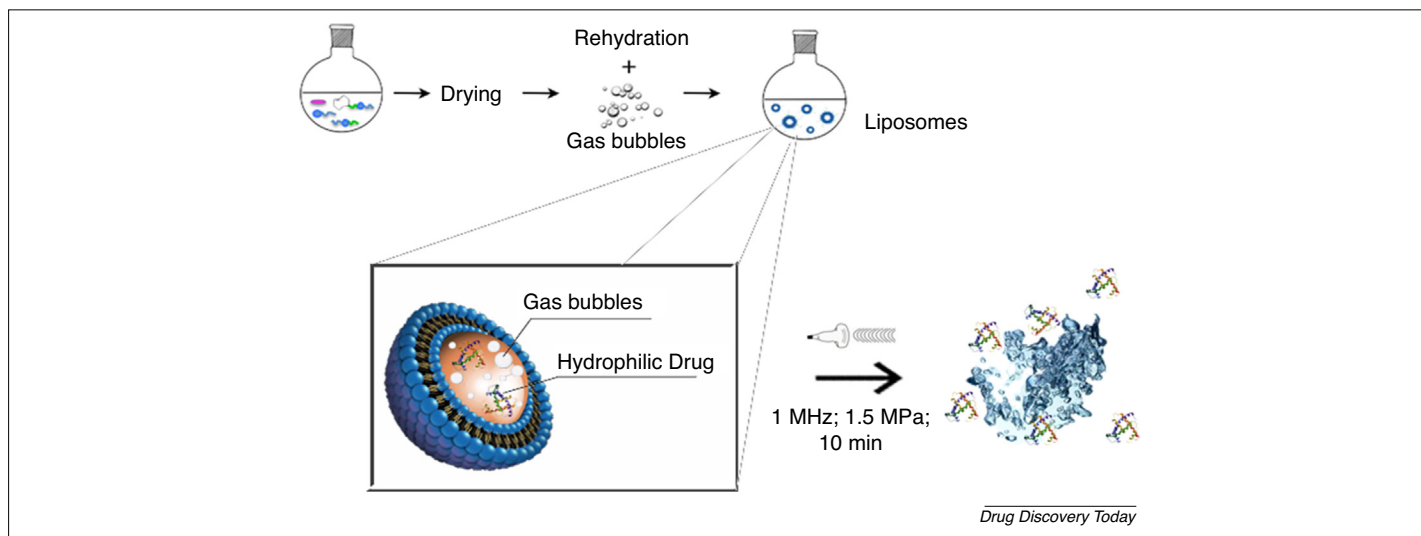 Rehydration
+
Drying
Gas bubbles
Liposomes
Gas bubbles
Hydrophilic Drug
1 MHz; 1.5 MPa;
10 min
Drug Discovery Today